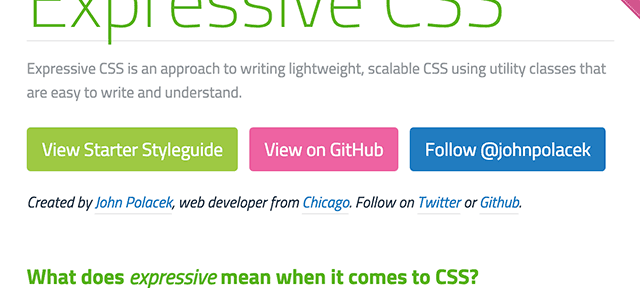 Expressive CSS
Expressive CSS is an approach to writing lightweight, scalable CSS using utility classes that
are easy to write and understand.
View Starter Styleguide
View on GitHub
Follow @johnpolacek
Created by John Polacek, web developer from Chicago. Follow on Twitter or Github.
What does expressive mean when it comes to CSS?